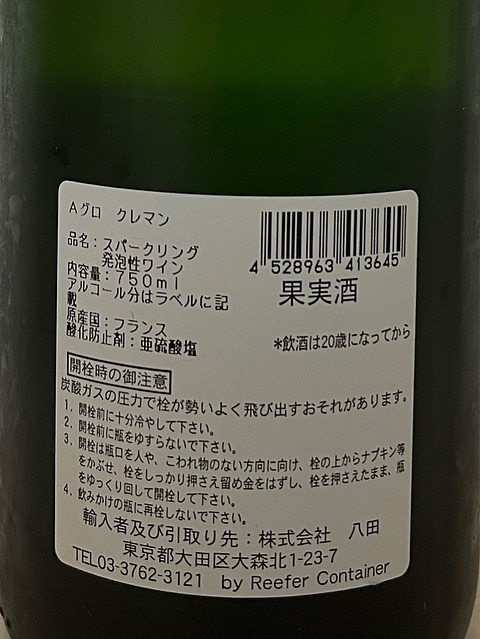 Aグロ　クレマン
品名：スパークリング
発泡性ワイン
内容量：750ml
アルコール分はラベルに記
載
原産国：フランス
酸化防止剤：亜硫酸塩
4 528963 413645
果実酒
*飲酒は20歳になってから
開栓時の御注意
炭酸ガスの圧力で栓が勢いよく飛び出すおそれがあります。
1. 開栓前に十分冷やして下さい。
2. 開栓前に瓶をゆすらないで下さい。
3. 開栓は瓶口を人や、こわれ物のない方向に向け、栓の上からナプキン等
をかぶせ、栓をしっかり押さえ留め金をはずし、栓を押さえたまま、瓶
をゆっくり回して開栓して下さい。
4. 飲みかけの瓶に再栓しないで下さい。
輸入者及び引取り先：株式会社　八田
東京都大田区大森北1-23-7
TEL03-3762-3121　by Reefer Container